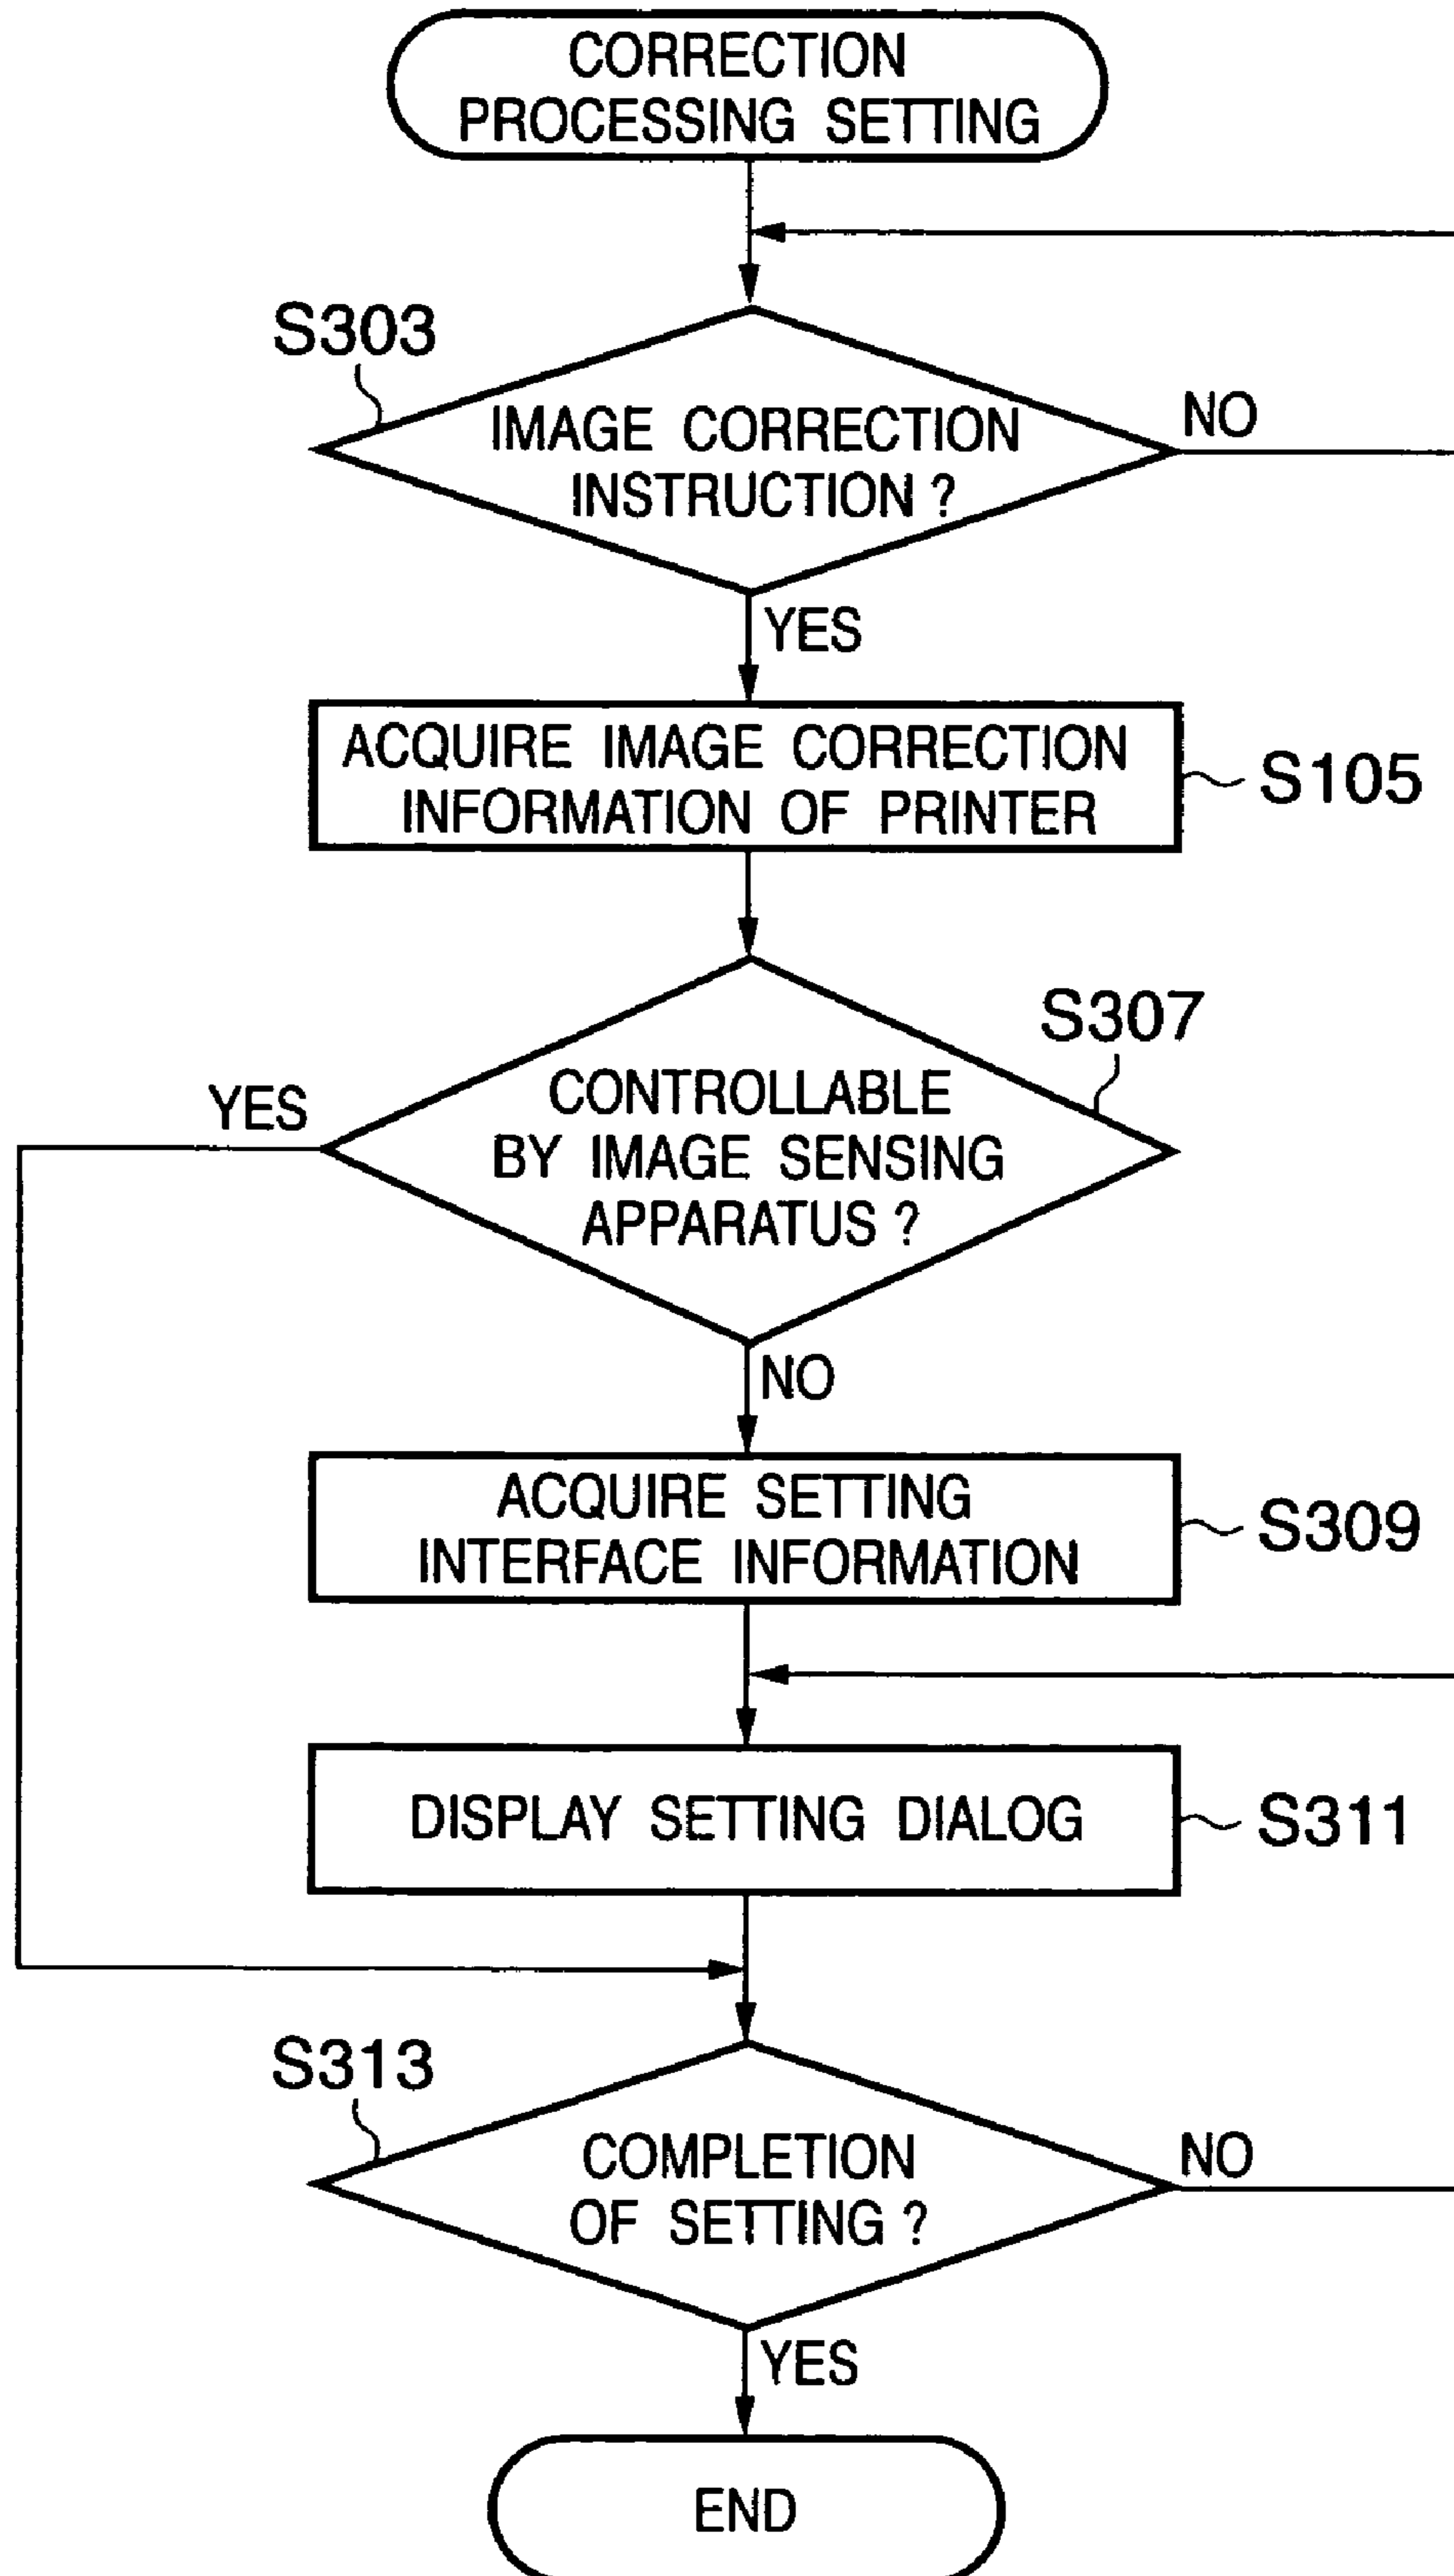 CORRECTION
PROCESSING SETTING
S303
IMAGE CORRECTION
INSTRUCTION ?
NO
YES
ACQUIRE IMAGE CORRECTION
INFORMATION OF PRINTER
S105
S307
YES
CONTROLLABLE
BY IMAGE SENSING
APPARATUS ?
NO
ACQUIRE SETTING
INTERFACE INFORMATION
S309
DISPLAY SETTING DIALOG
S311
S313
COMPLETION
OF SETTING ?
NO
YES
END